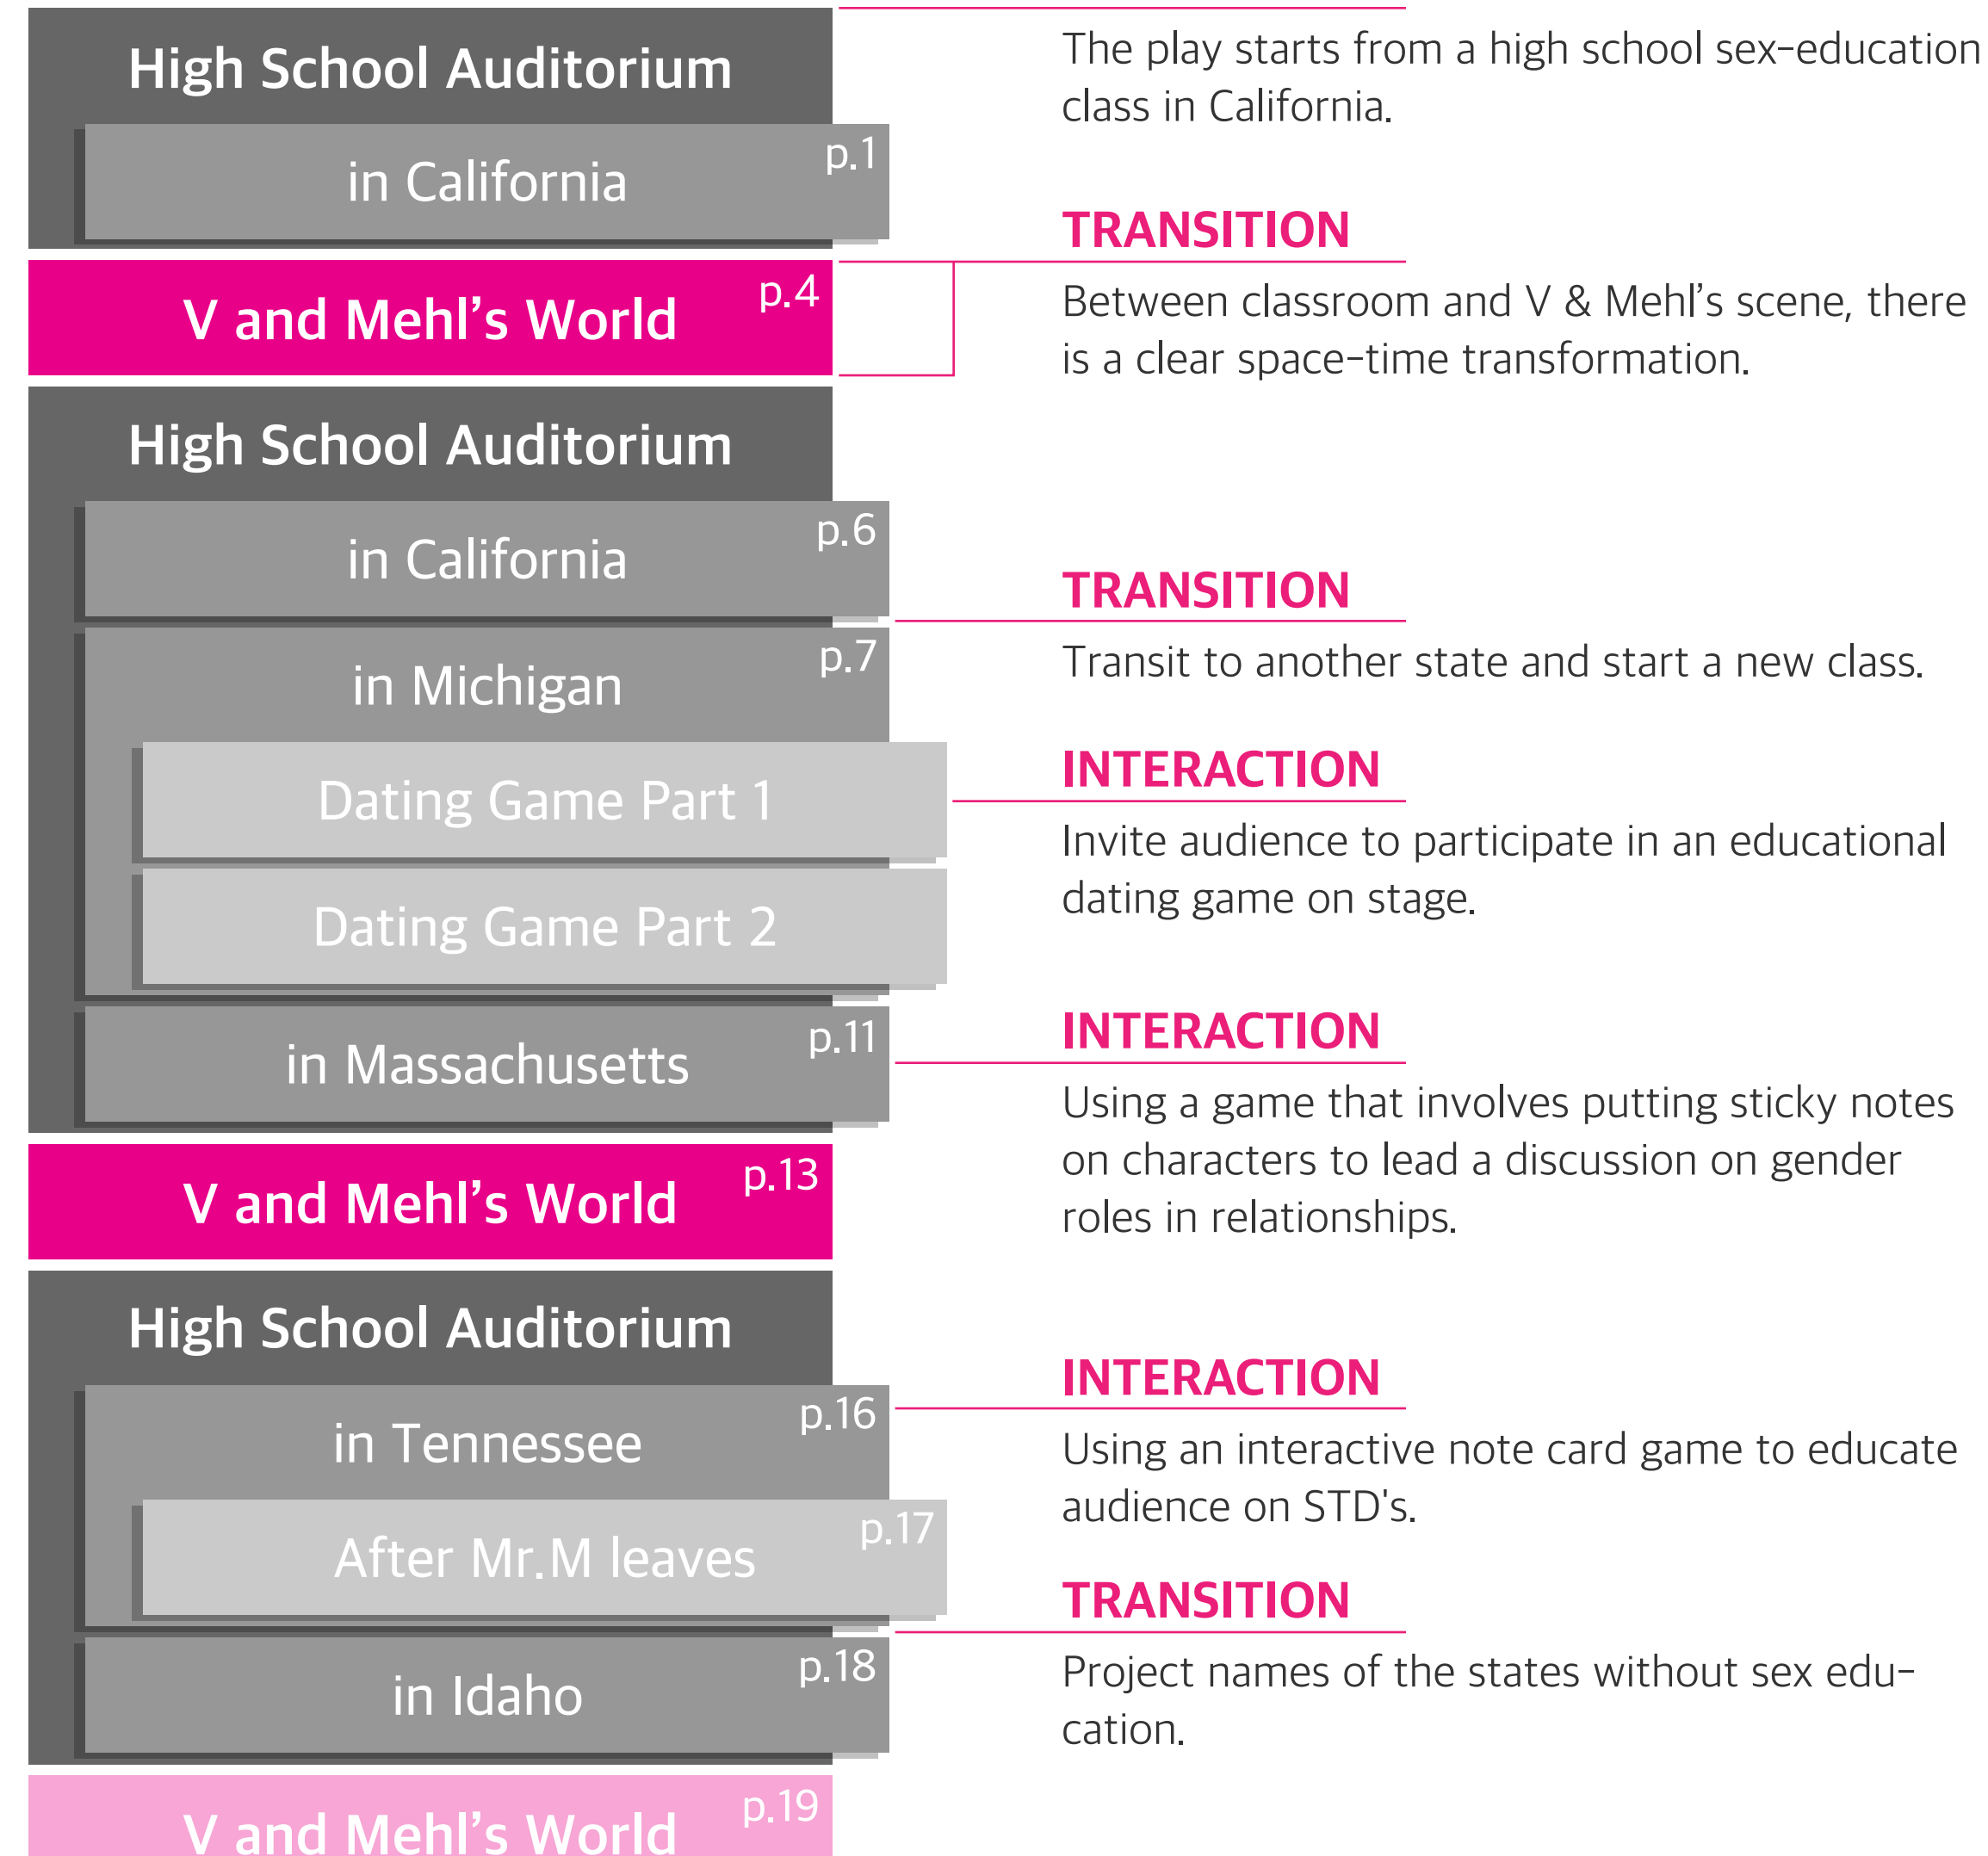 High School Auditorium
in California
p.1
V and Mehl's World
p.4
High School Auditorium
in California
p.6
in Michigan
p.7
Dating Game Part 1
Dating Game Part 2
in Massachusetts
p.11
V and Mehl's World
p.13
High School Auditorium
in Tennessee
p.16
After Mr.M leaves
p.17
in Idaho
p.18
V and Mehl's World
p.19
The play starts from a high school sex-education
class in California.
TRANSITION
Between classroom and V & Mehl's scene, there
is a clear space-time transformation.
TRANSITION
Transit to another state and start a new class.
INTERACTION
Invite audience to participate in an educational
dating game on stage.
INTERACTION
Using a game that involves putting sticky notes
on characters to lead a discussion on gender
roles in relationships.
INTERACTION
Using an interactive note card game to educate
audience on STD's.
TRANSITION
Project names of the states without sex edu-
cation.